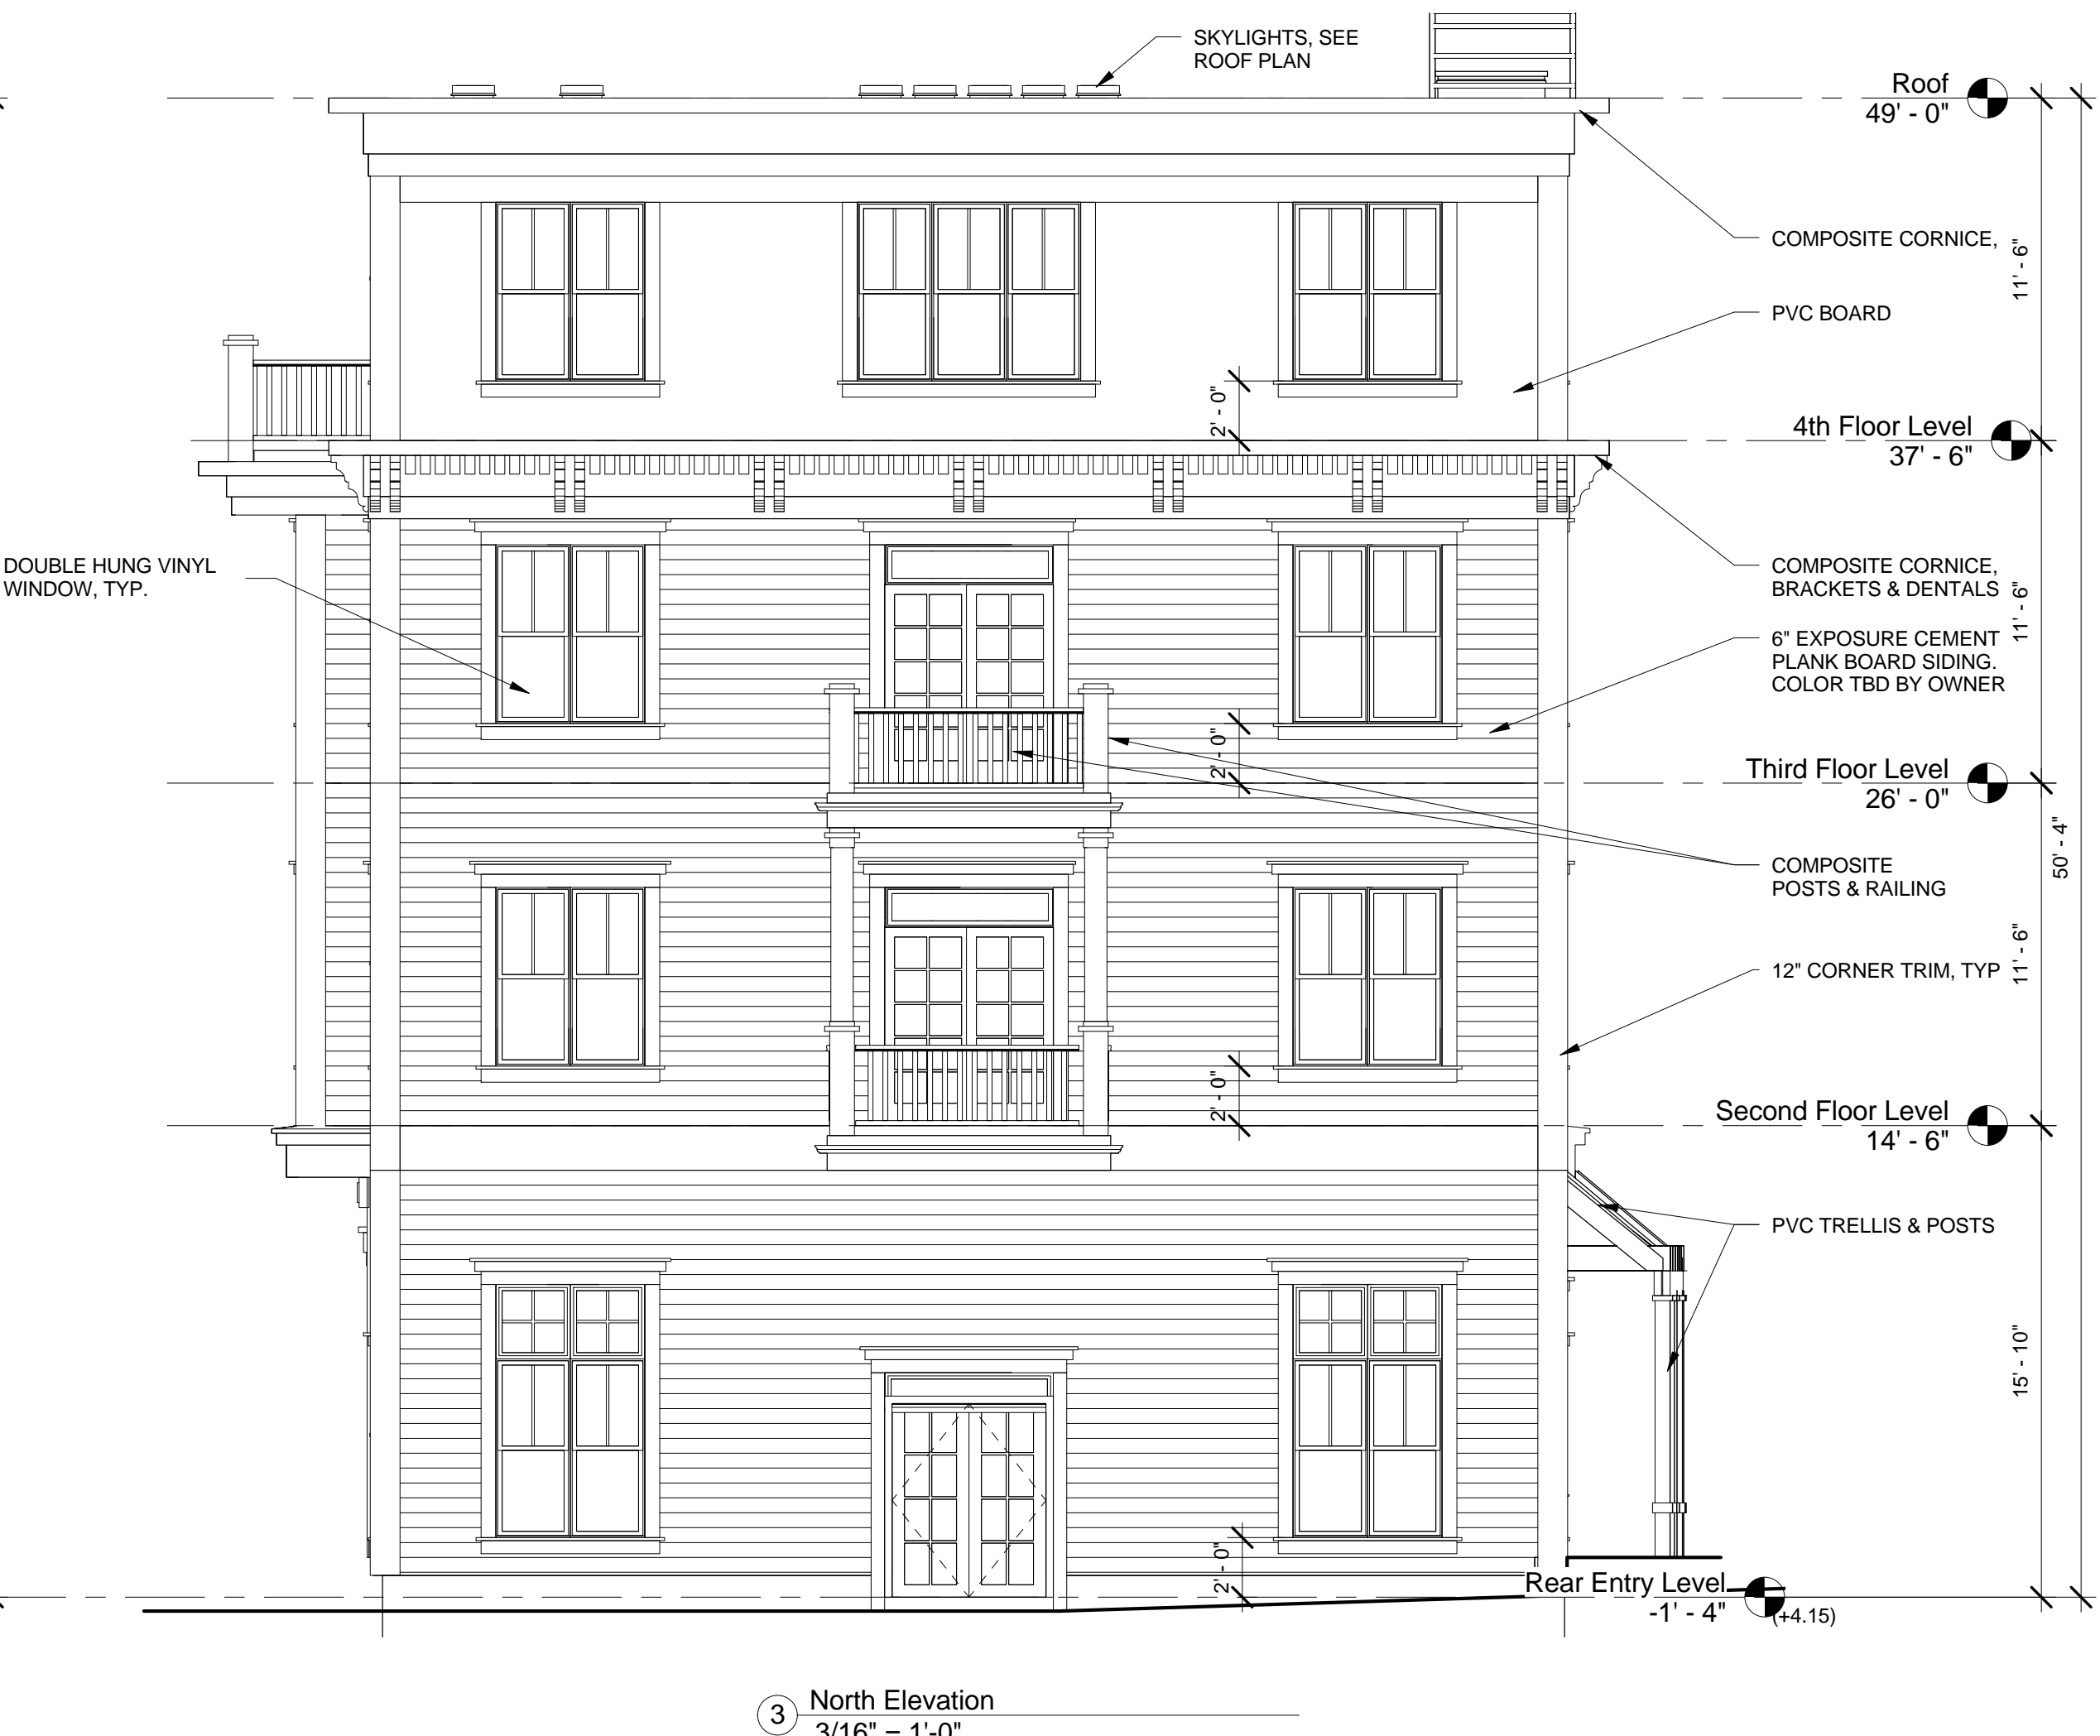 SKYLIGHTS, SEE
ROOF PLAN
Roof
49' - 0"
COMPOSITE CORNICE,
11' - 6"
PVC BOARD
2' - 0"
4th Floor Level
37' - 6"
DOUBLE HUNG VINYL
WINDOW, TYP.
COMPOSITE CORNICE,
BRACKETS & DENTALS
11' - 6"
6" EXPOSURE CEMENT
PLANK BOARD SIDING.
COLOR TBD BY OWNER
2' - 0"
Third Floor Level
26' - 0"
50' - 4"
COMPOSITE
POSTS & RAILING
11' - 6"
12" CORNER TRIM, TYP
2' - 0"
Second Floor Level
14' - 6"
PVC TRELLIS & POSTS
15' - 10"
2' - 0"
Rear Entry Level
-1' - 4"
(+4.15)
3
North Elevation
3/16" = 1'-0"